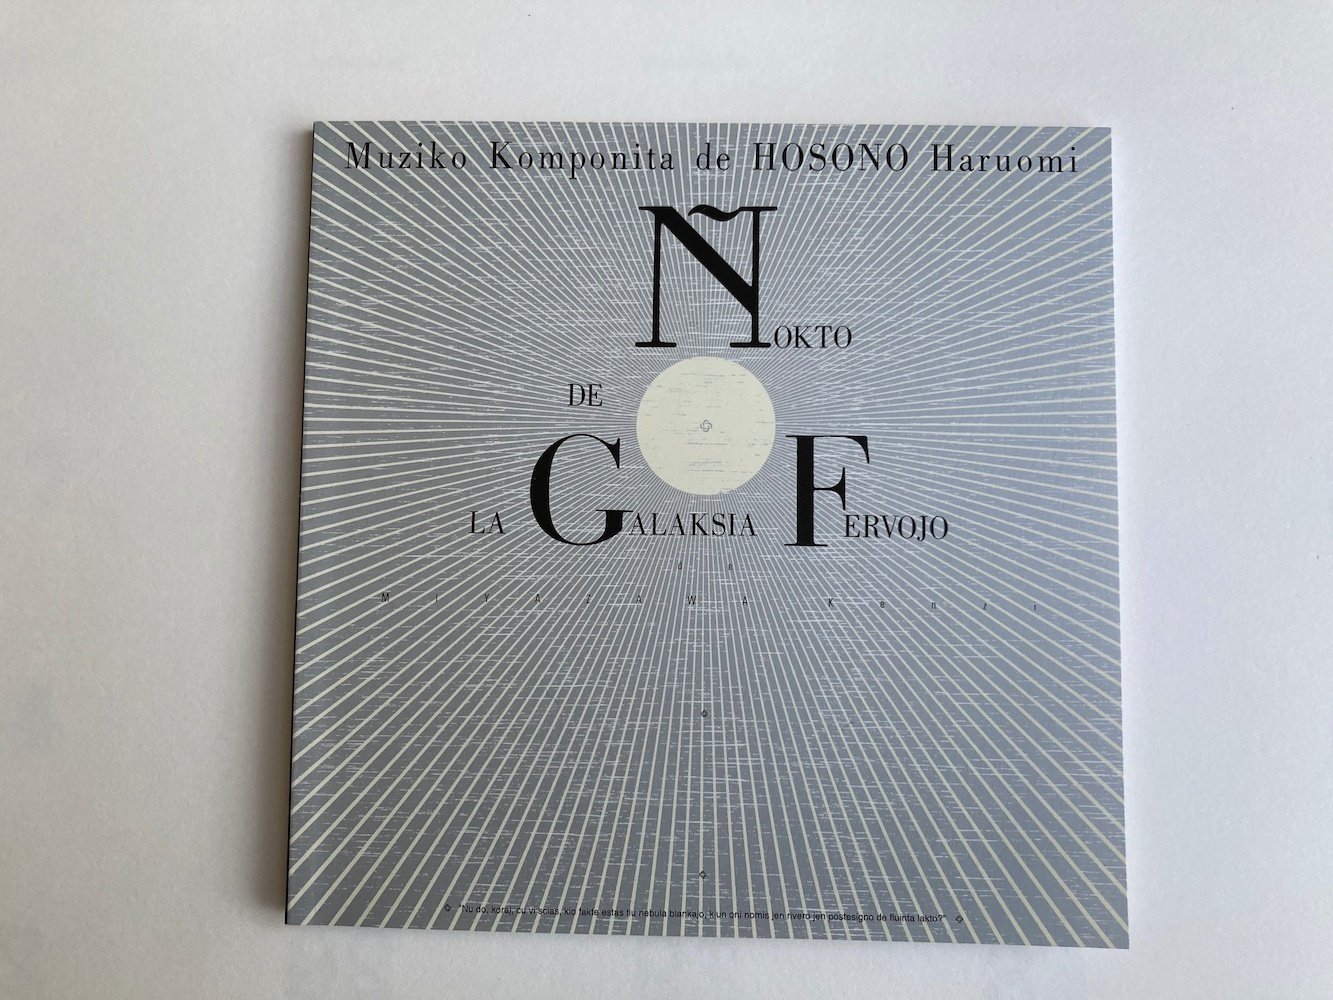 Muziko Komponita de HOSONO Haruomi
ÑOKTO
DE
LA GALAKSIA FERVOJO
de
MIYAZAWA Kenzi
"Nu do, koraj, ĉu vi scias, kio fakte estas tiu nebula blankaĵo, kiun oni nomis jen rivero jen postesigno de fluinta lakto?"